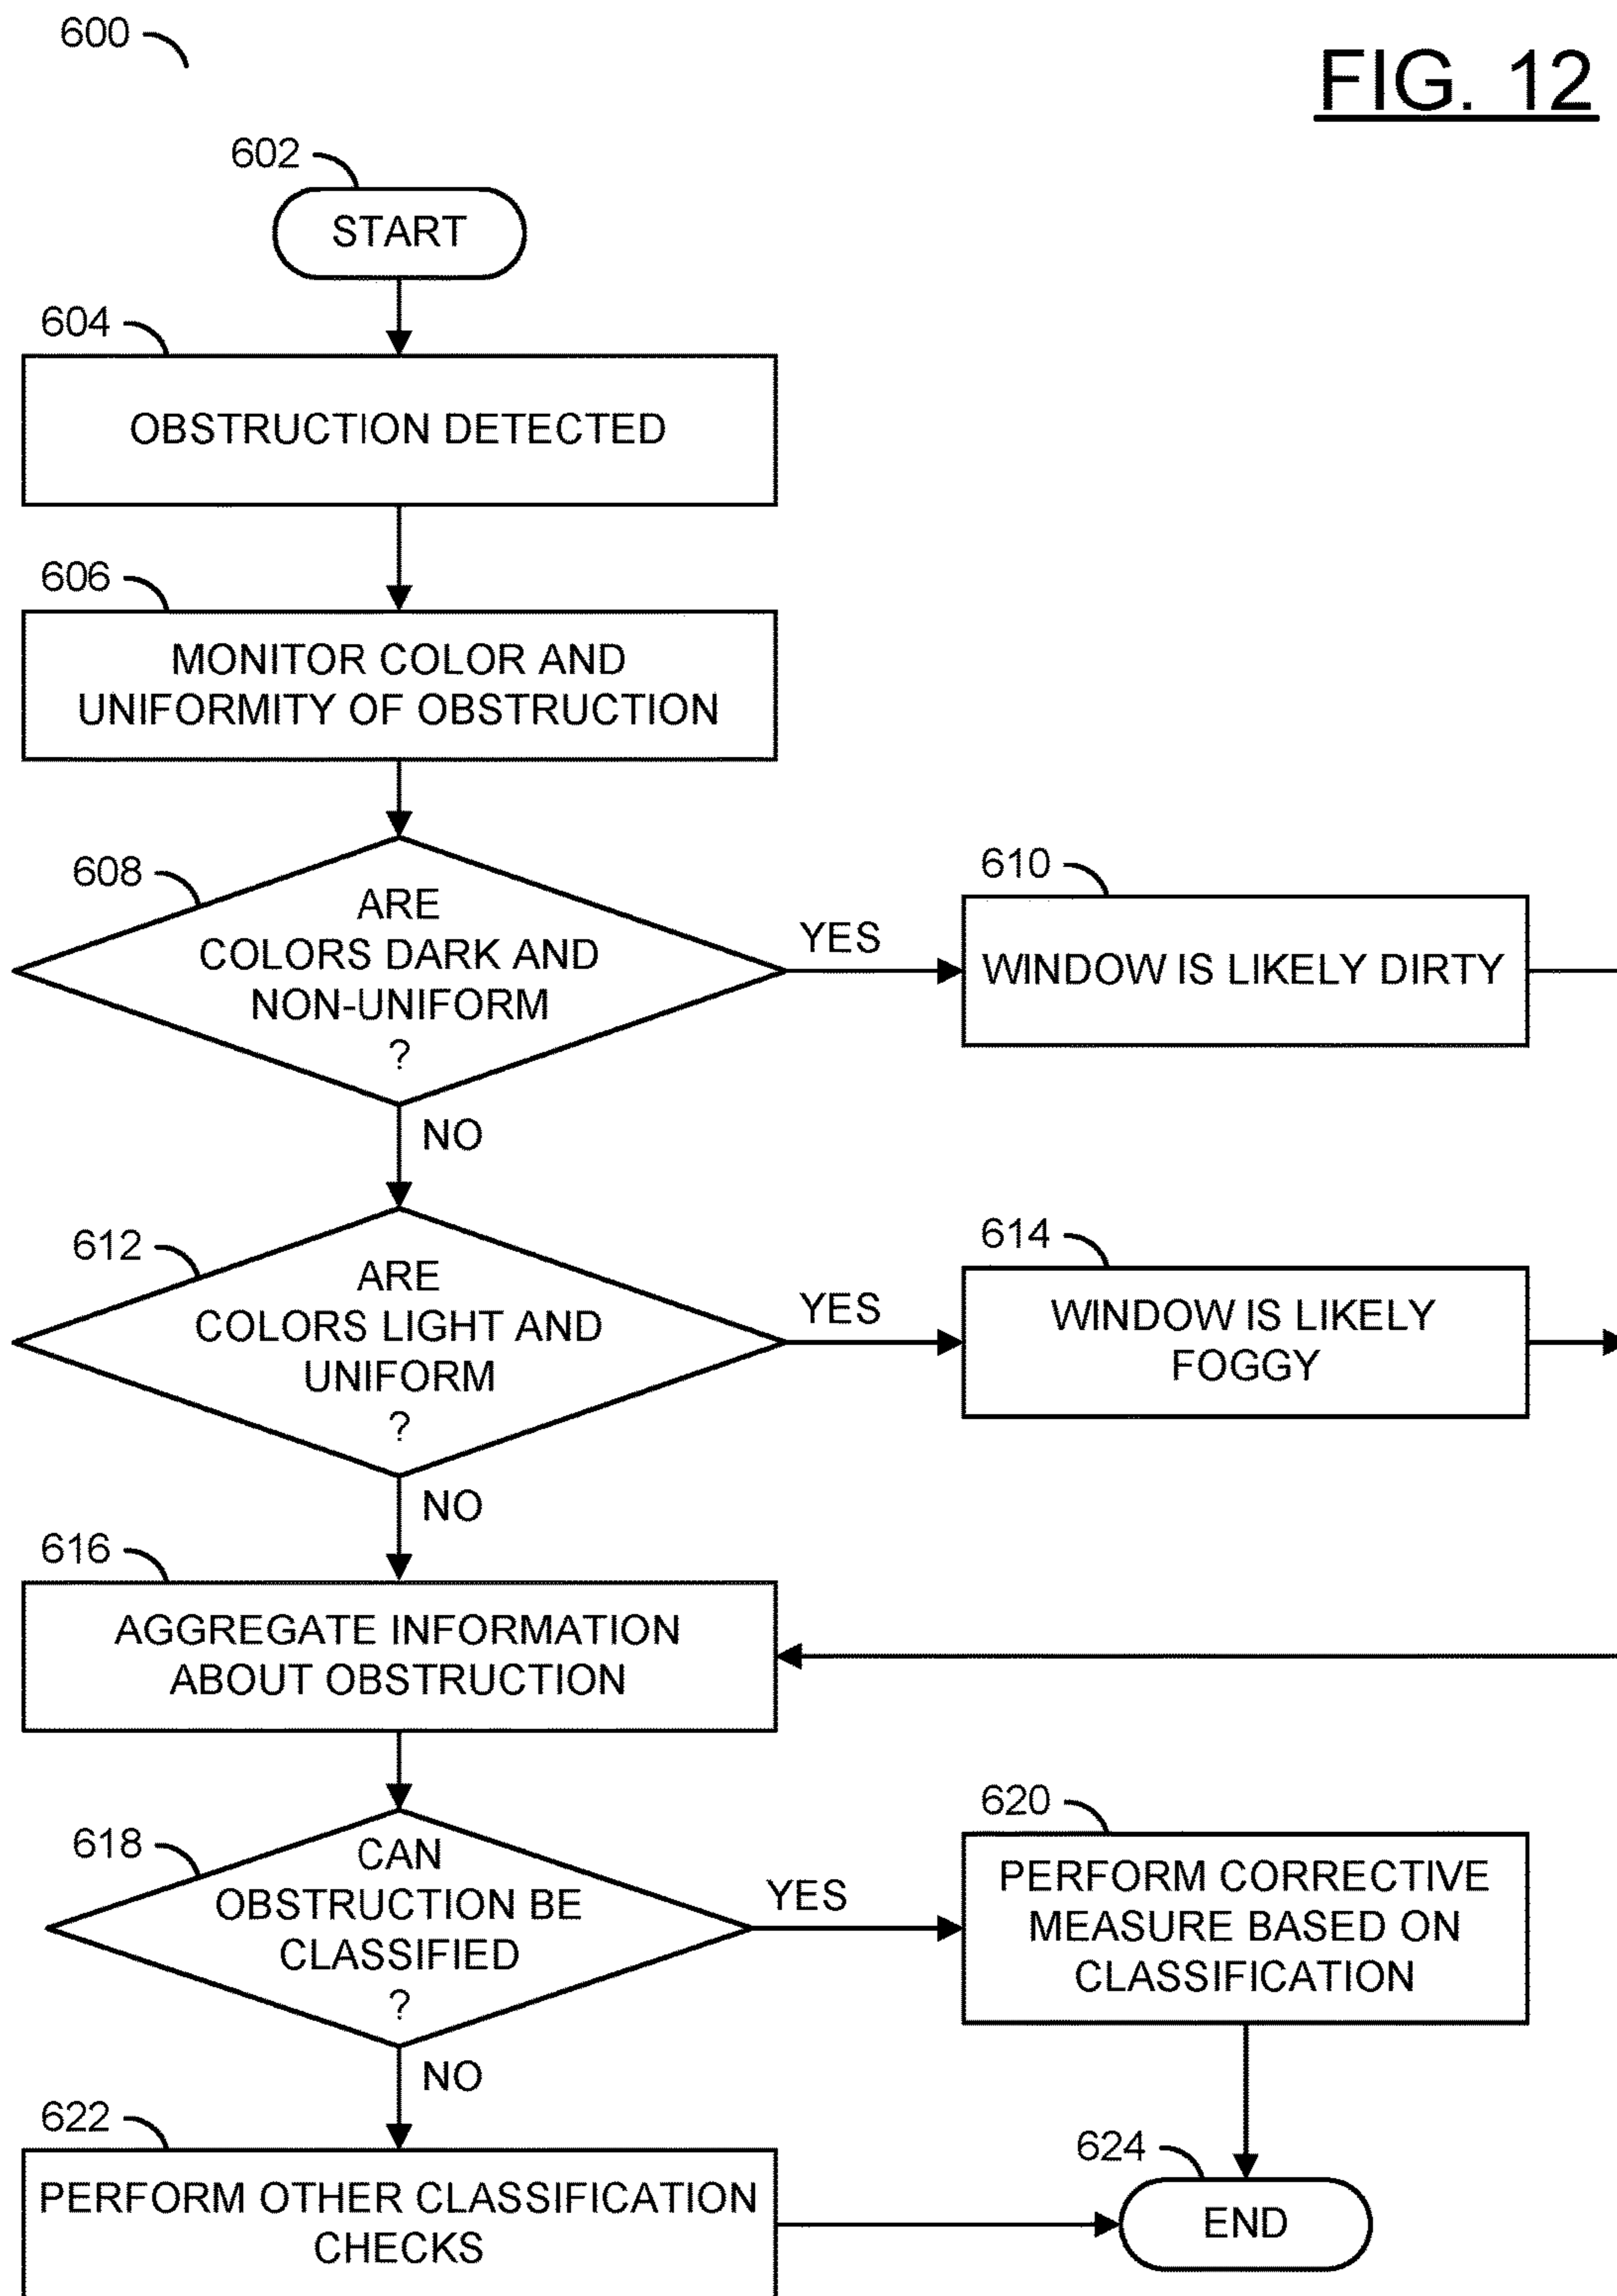 600
FIG. 12
602
START
604
OBSTRUCTION DETECTED
606
MONITOR COLOR AND
UNIFORMITY OF OBSTRUCTION
608
ARE
COLORS DARK AND
NON-UNIFORM
?
YES
610
WINDOW IS LIKELY DIRTY
NO
612
ARE
COLORS LIGHT AND
UNIFORM
?
YES
614
WINDOW IS LIKELY
FOGGY
NO
616
AGGREGATE INFORMATION
ABOUT OBSTRUCTION
618
CAN
OBSTRUCTION BE
CLASSIFIED
?
YES
620
PERFORM CORRECTIVE
MEASURE BASED ON
CLASSIFICATION
NO
622
PERFORM OTHER CLASSIFICATION
CHECKS
624
END